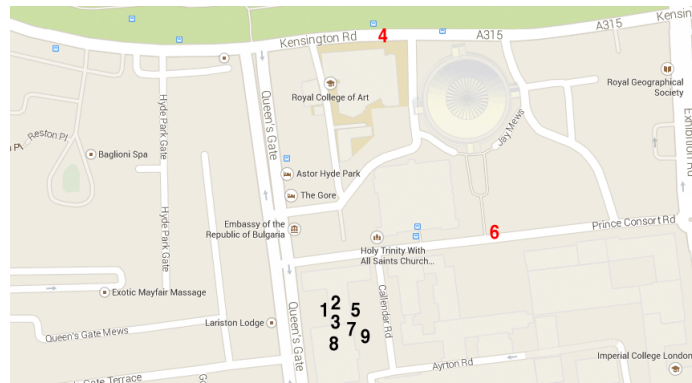 4
Kensington Rd
A315
A315
Royal College of Art
Royal Geographical
Society
Hyde Park Gate
Queen's Gate
Jay Mews
Exhibition Rd
Reston Pl
Baglioni Spa
Astor Hyde Park
The Gore
Hyde Park Gate
Embassy of the
Republic of Bulgaria
6
Prince Consort Rd
Holy Trinity With
All Saints Church...
Exotic Mayfair Massage
Queen's Gate
Callendar Rd
1 2 5
3 7
8 9
Lariston Lodge
Queen's Gate Mews
Imperial College London
Ayrton Rd
Gate Terrace